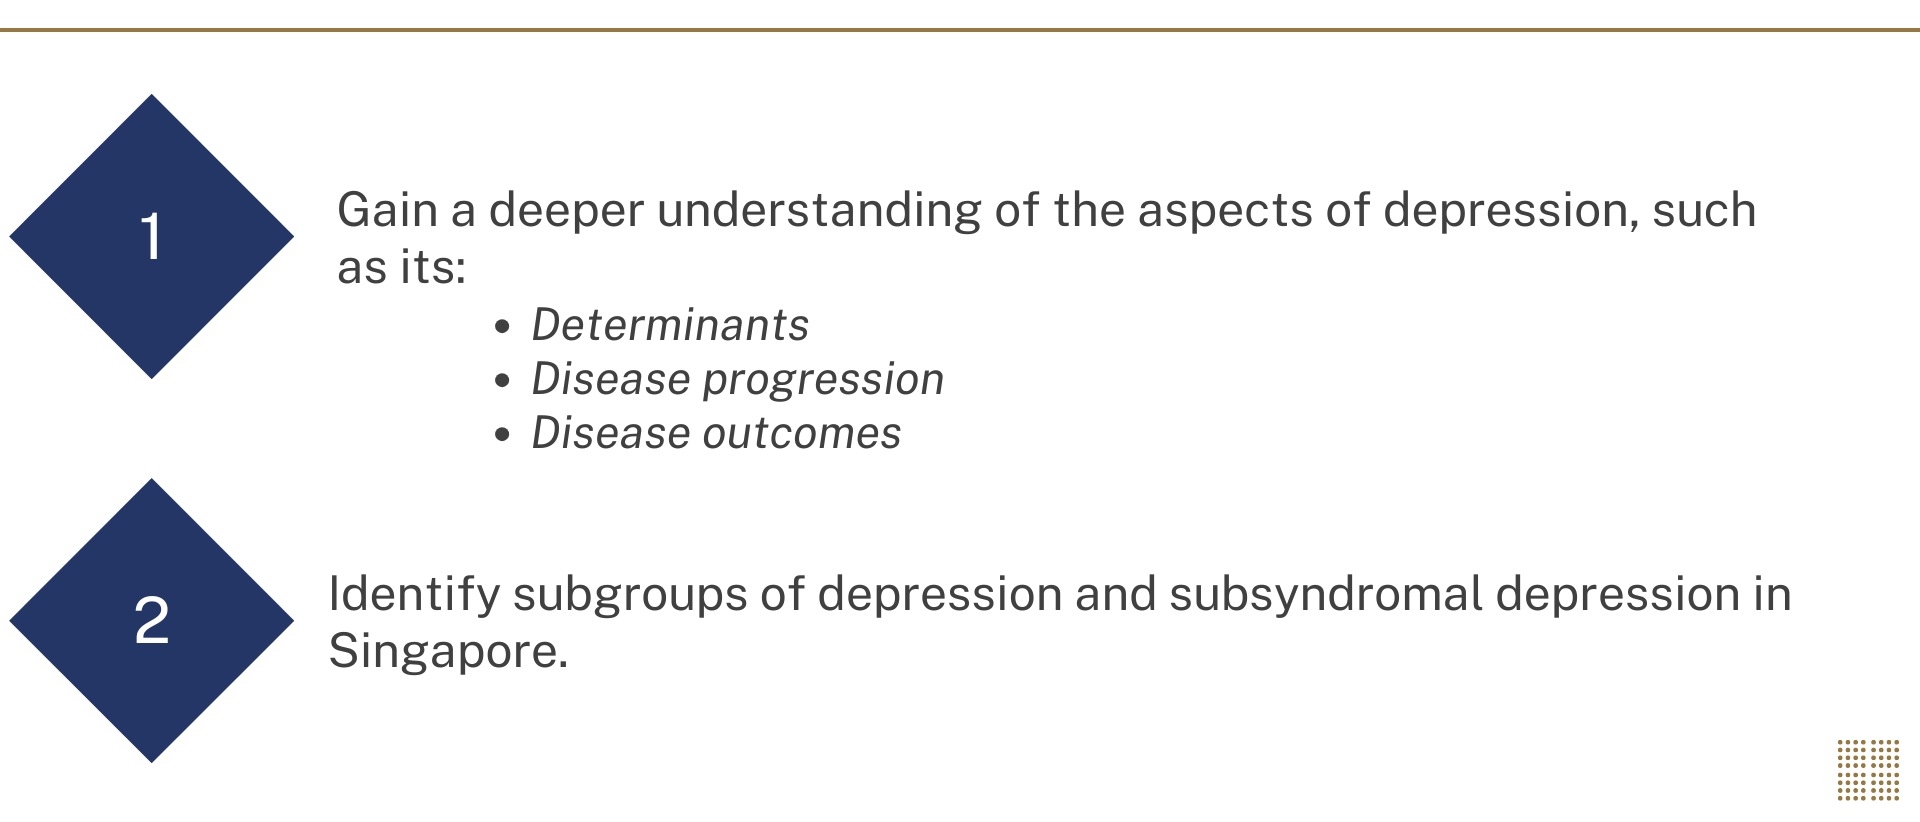 1
Gain a deeper understanding of the aspects of depression, such
as its:
• Determinants
• Disease progression
• Disease outcomes
2
Identify subgroups of depression and subsyndromal depression in
Singapore.